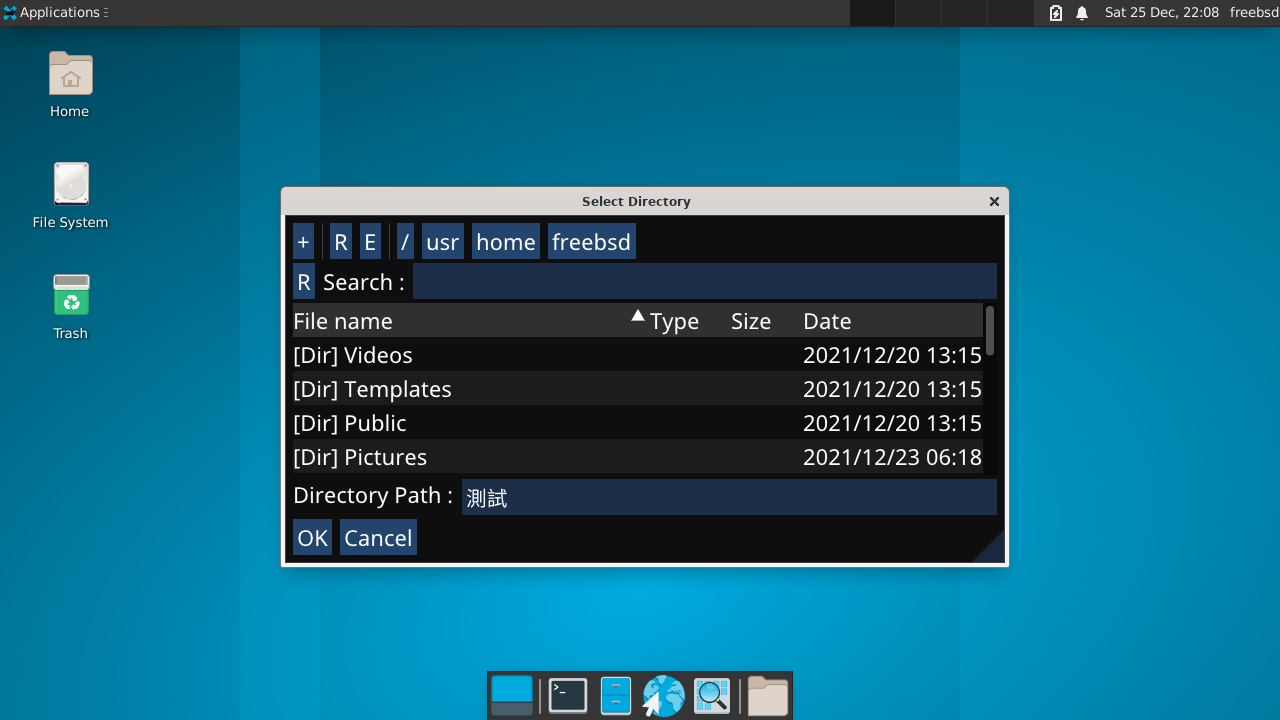 Applications
Sat 25 Dec, 22:08 freebsd
Home
File System
Trash
Select Directory
+ R E / usr home freebsd
R Search :
File name Type Size Date
[Dir] Videos 2021/12/20 13:15
[Dir] Templates 2021/12/20 13:15
[Dir] Public 2021/12/20 13:15
[Dir] Pictures 2021/12/23 06:18
Directory Path : 測試
OK Cancel